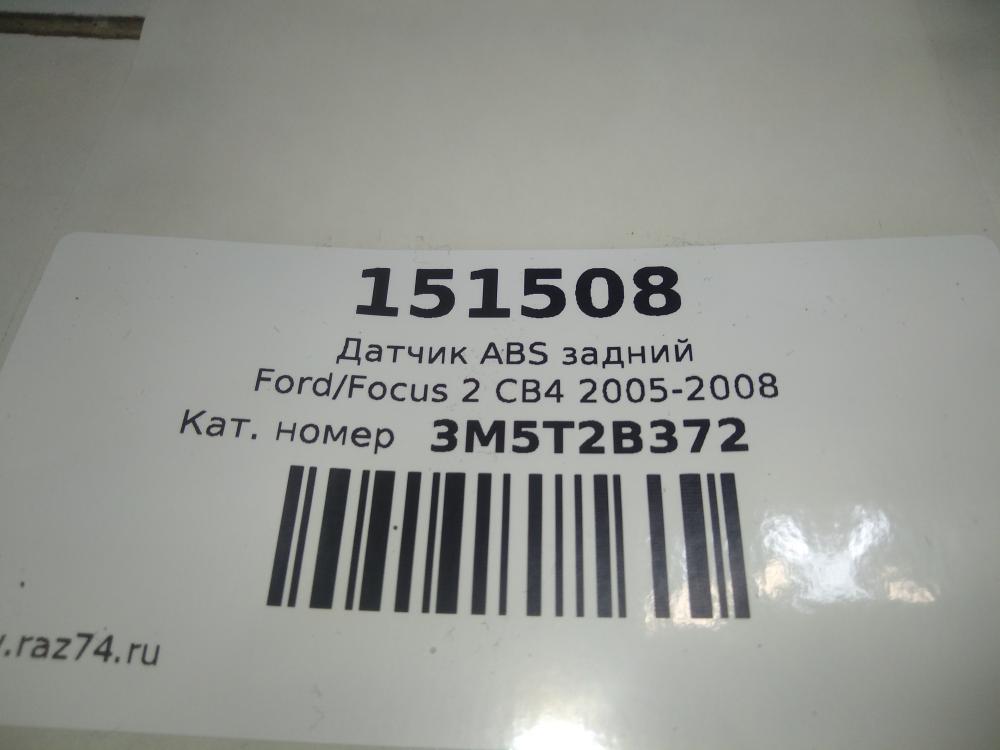 151508
Датчик ABS задний
Ford/Focus 2 CB4 2005-2008
Кат. номер 3M5T2B372
.raz74.ru